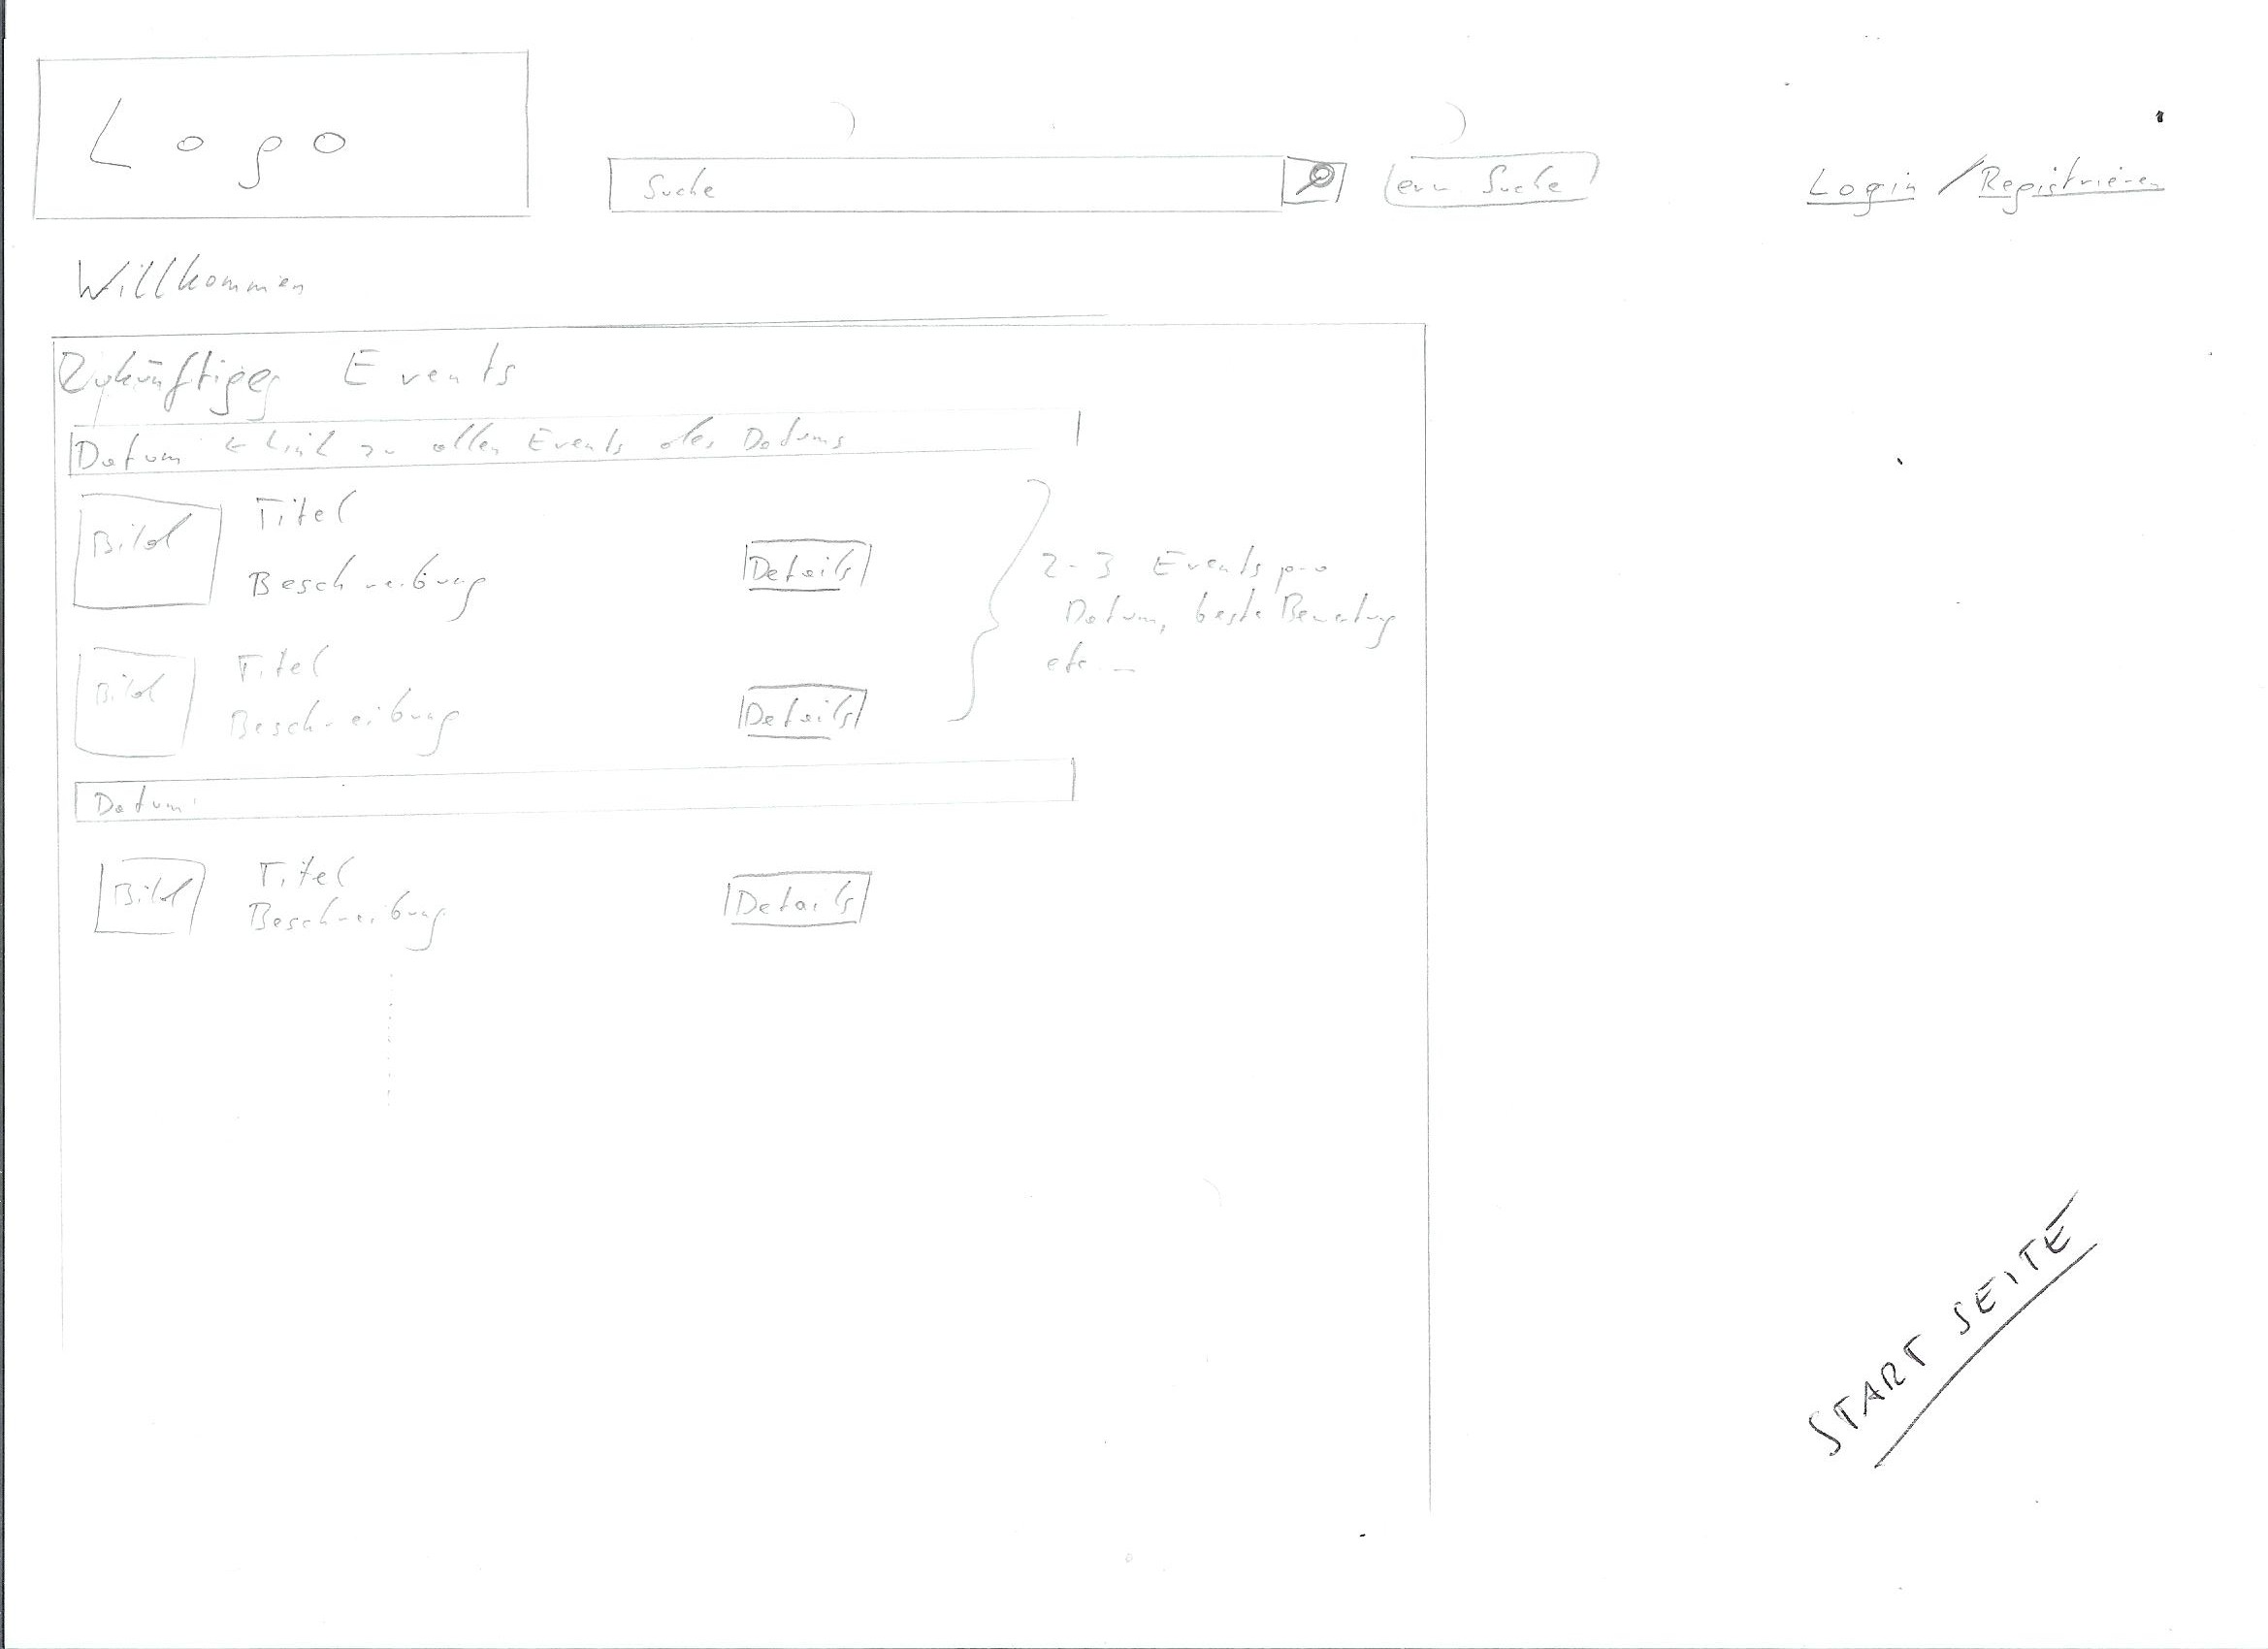 Logo
Suche
erw. Suche
Login / Registrieren
Willkommen
Zukünftige Events
Datum ← Link zu allen Events des Datums
Bild
Titel
Beschreibung
Details
2-3 Events pro
Datum, beste Bewertung
etc...
Bild
Titel
Beschreibung
Details
Datum
Bild
Titel
Beschreibung
Details
START SEITE